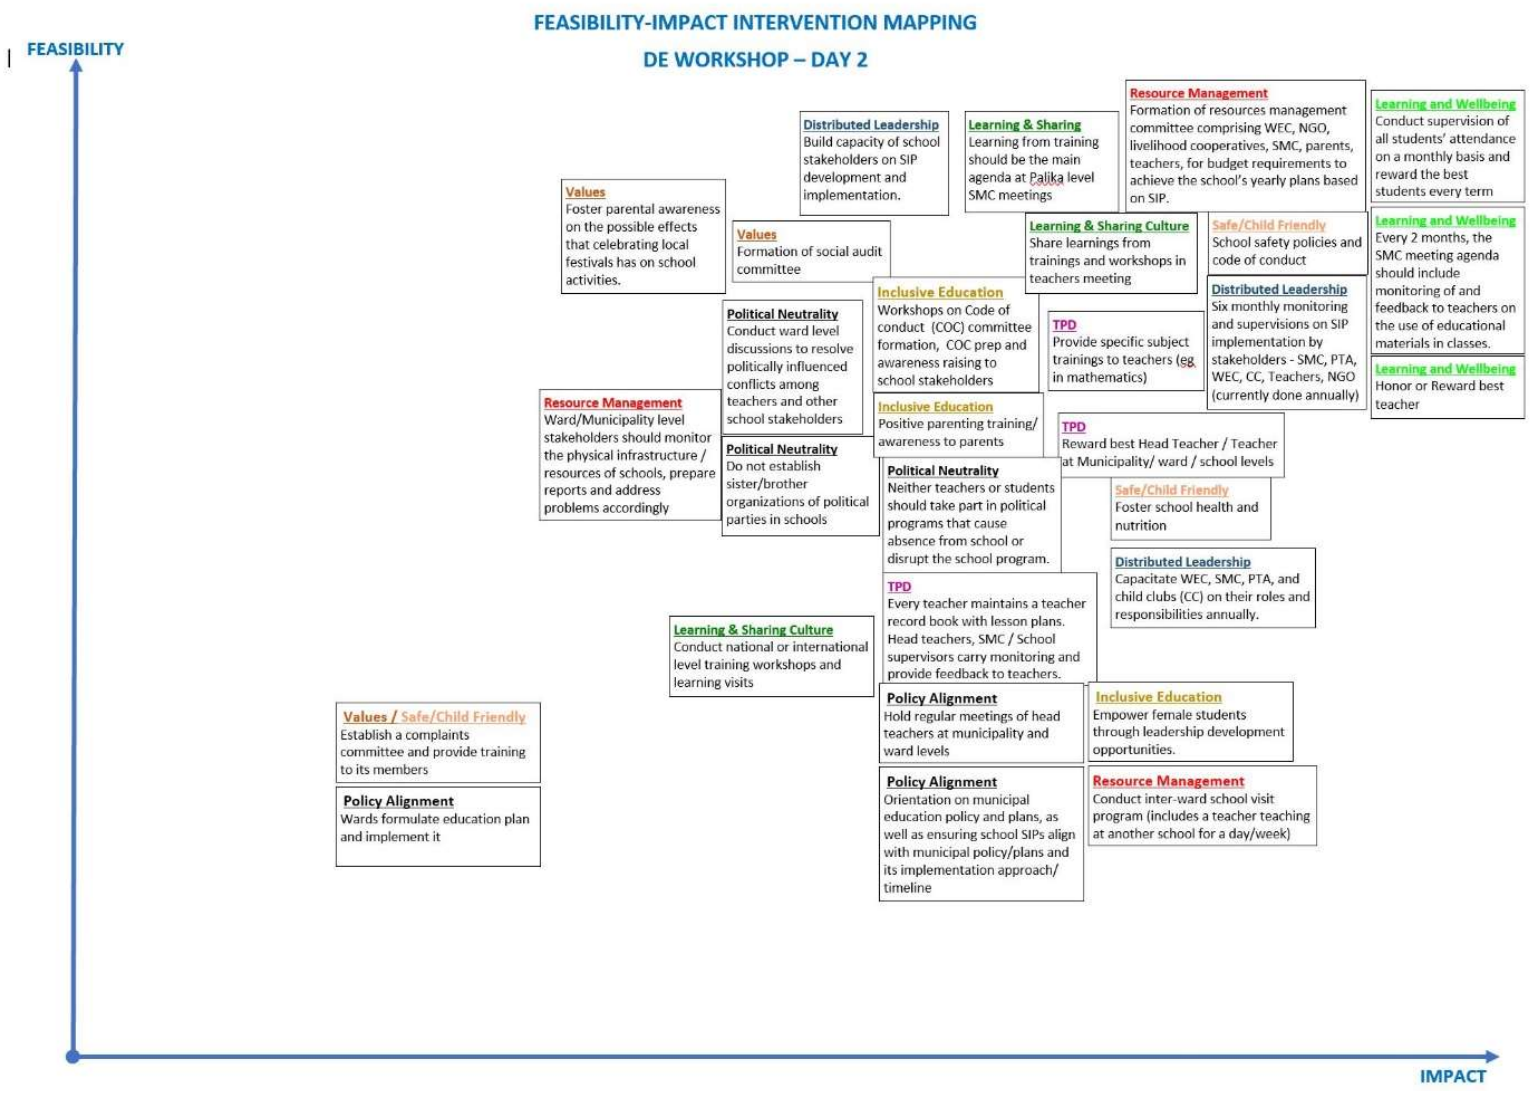 FEASIBILITY-IMPACT INTERVENTION MAPPING
DE WORKSHOP – DAY 2
FEASIBILITY
Resource Management
Formation of resources management
committee comprising WEC, NGO,
livelihood cooperatives, SMC, parents,
teachers, for budget requirements to
achieve the school's yearly plans based
on SIP.
Learning and Wellbeing
Conduct supervision of
all students' attendance
on a monthly basis and
reward the best
students every term
Distributed Leadership
Build capacity of school
stakeholders on SIP
development and
implementation.
Learning & Sharing
Learning from training
should be the main
agenda at Palika level
SMC meetings
Values
Foster parental awareness
on the possible effects
that celebrating local
festivals has on school
activities.
Values
Formation of social audit
committee
Learning & Sharing Culture
Share learnings from
trainings and workshops in
teachers meeting
Safe/Child Friendly
School safety policies and
code of conduct
Learning and Wellbeing
Every 2 months, the
SMC meeting agenda
should include
monitoring of and
feedback to teachers on
the use of educational
materials in classes.
Inclusive Education
Workshops on Code of
conduct (COC) committee
formation, COC prep and
awareness raising to
school stakeholders
Distributed Leadership
Six monthly monitoring
and supervisions on SIP
implementation by
stakeholders - SMC, PTA,
WEC, CC, Teachers, NGO
(currently done annually)
Political Neutrality
Conduct ward level
discussions to resolve
politically influenced
conflicts among
teachers and other
school stakeholders
TPD
Provide specific subject
trainings to teachers (eg
in mathematics)
Learning and Wellbeing
Honor or Reward best
teacher
Resource Management
Ward/Municipality level
stakeholders should monitor
the physical infrastructure /
resources of schools, prepare
reports and address
problems accordingly
Inclusive Education
Positive parenting training/
awareness to parents
TPD
Reward best Head Teacher / Teacher
at Municipality/ ward / school levels
Political Neutrality
Do not establish
sister/brother
organizations of political
parties in schools
Political Neutrality
Neither teachers or students
should take part in political
programs that cause
absence from school or
disrupt the school program.
Safe/Child Friendly
Foster school health and
nutrition
Distributed Leadership
Capacitate WEC, SMC, PTA, and
child clubs (CC) on their roles and
responsibilities annually.
TPD
Every teacher maintains a teacher
record book with lesson plans.
Head teachers, SMC / School
supervisors carry monitoring and
provide feedback to teachers.
Learning & Sharing Culture
Conduct national or international
level training workshops and
learning visits
Policy Alignment
Hold regular meetings of head
teachers at municipality and
ward levels
Inclusive Education
Empower female students
through leadership development
opportunities.
Values / Safe/Child Friendly
Establish a complaints
committee and provide training
to its members
Policy Alignment
Orientation on municipal
education policy and plans, as
well as ensuring school SIPs align
with municipal policy/plans and
its implementation approach/
timeline
Resource Management
Conduct inter-ward school visit
program (includes a teacher teaching
at another school for a day/week)
Policy Alignment
Wards formulate education plan
and implement it
IMPACT